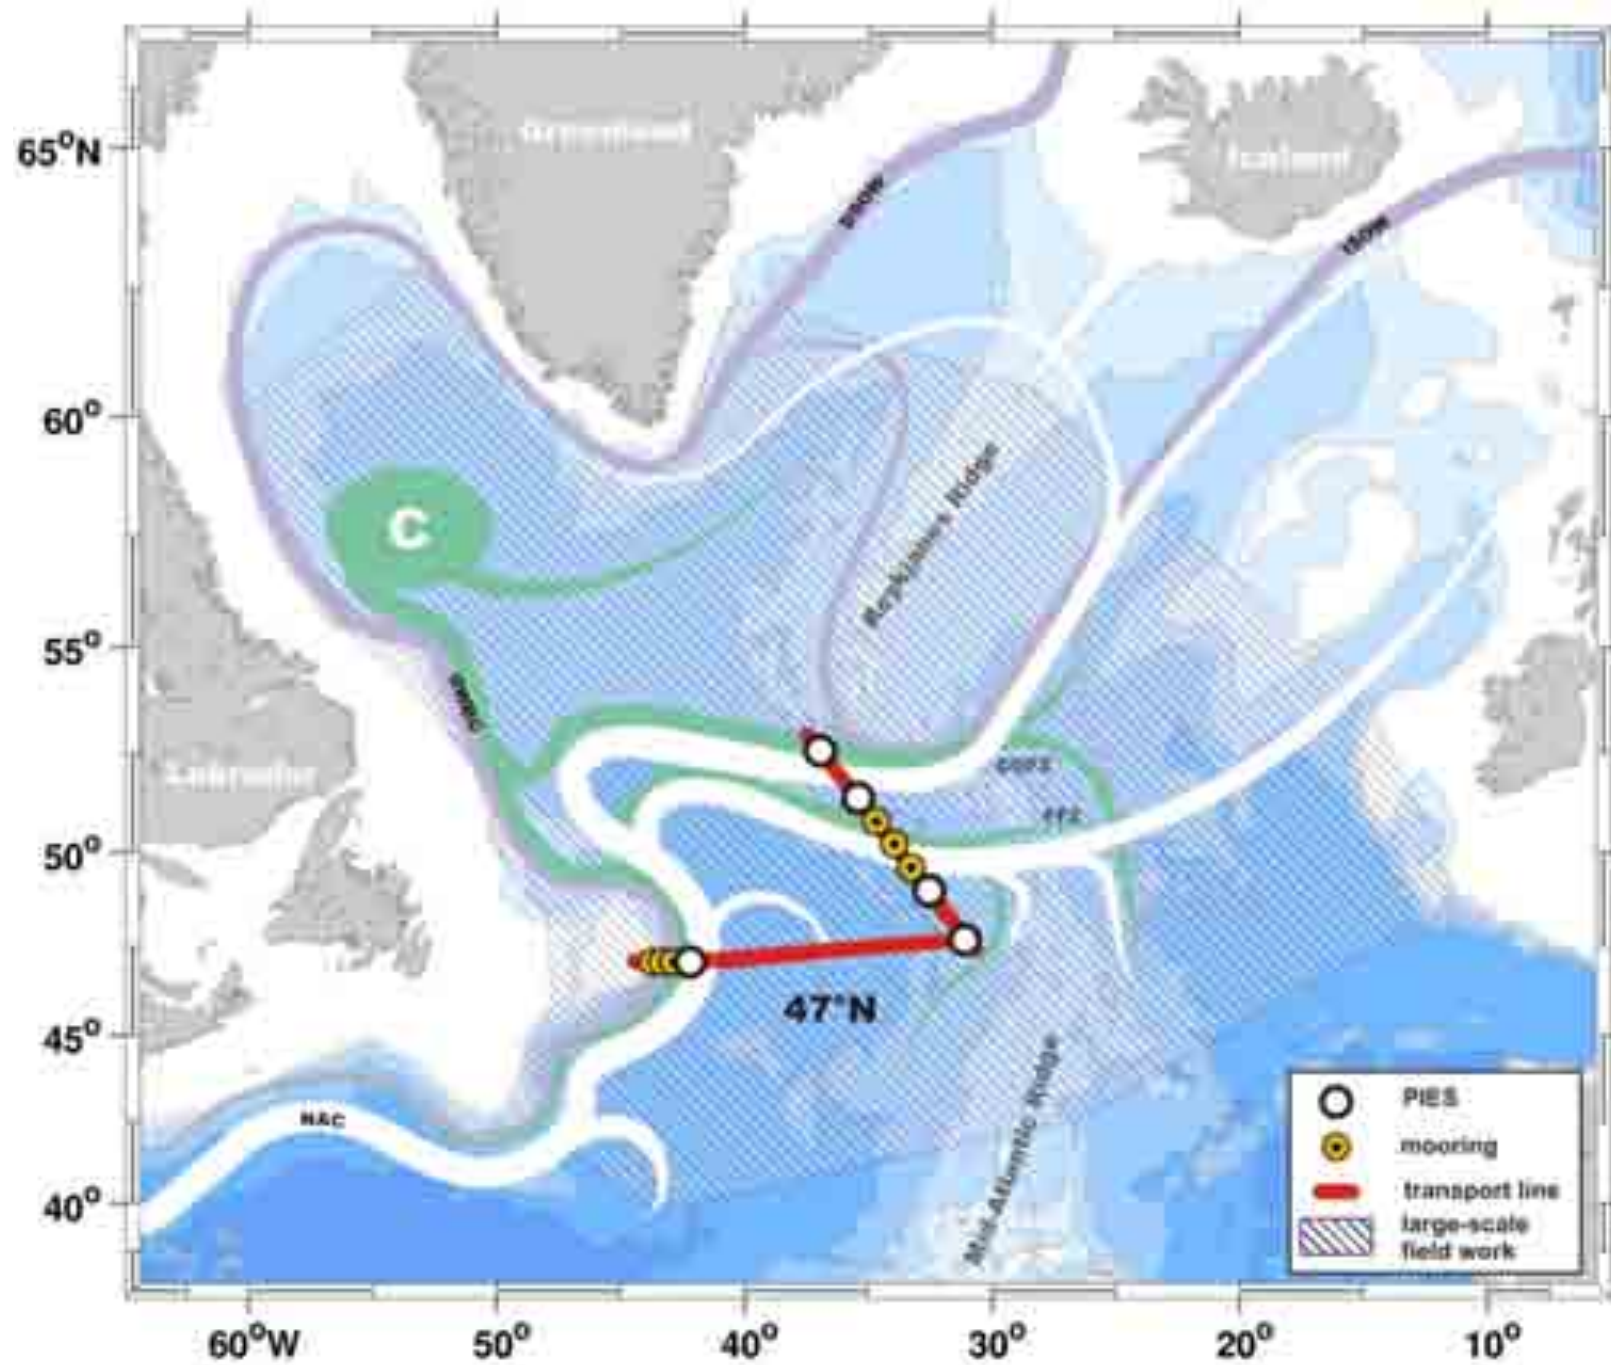 65°N
60°
55°
50°
45°
40°
Greenland
Iceland
DSOW
ISOW
Reykjanes Ridge
C
DWBC
Labrador
CGFZ
FFZ
47°N
NAC
Mid-Atlantic Ridge
PIES
mooring
transport line
large-scale
field work
60°W
50°
40°
30°
20°
10°